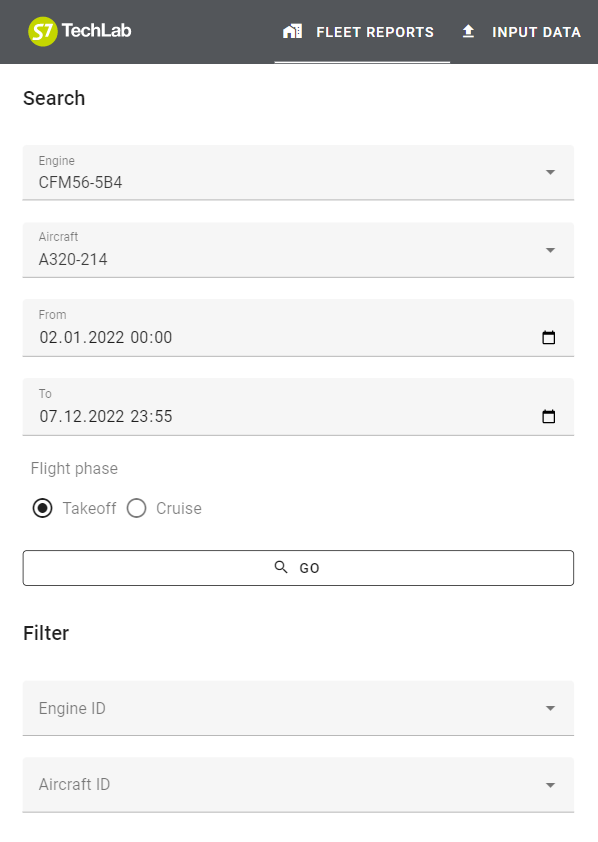 S7 TechLab FLEET REPORTS INPUT DATA
Search
Engine
CFM56-5B4
Aircraft
A320-214
From
02.01.2022 00:00
To
07.12.2022 23:55
Flight phase
Takeoff Cruise
GO
Filter
Engine ID
Aircraft ID